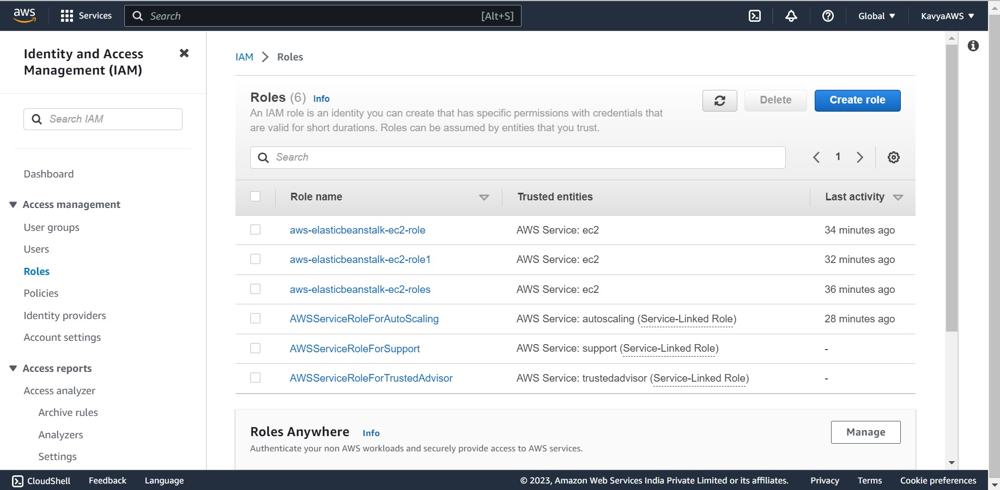 aws
Services
Search
[Alt+S]
Global
KavyaAWS
Identity and Access
Management (IAM)
Search IAM
Dashboard
Access management
User groups
Users
Roles
Policies
Identity providers
Account settings
Access reports
Access analyzer
Archive rules
Analyzers
Settings
IAM > Roles
Roles (6) Info
An IAM role is an identity you can create that has specific permissions with credentials that
are valid for short durations. Roles can be assumed by entities that you trust.
Delete
Create role
Search
1
Role name Trusted entities Last activity
aws-elasticbeanstalk-ec2-role AWS Service: ec2 34 minutes ago
aws-elasticbeanstalk-ec2-role1 AWS Service: ec2 32 minutes ago
aws-elasticbeanstalk-ec2-roles AWS Service: ec2 36 minutes ago
AWSServiceRoleForAutoScaling AWS Service: autoscaling (Service-Linked Role) 28 minutes ago
AWSServiceRoleForSupport AWS Service: support (Service-Linked Role) -
AWSServiceRoleForTrustedAdvisor AWS Service: trustedadvisor (Service-Linked Role) -
Roles Anywhere Info
Authenticate your non AWS workloads and securely provide access to AWS services.
Manage
CloudShell Feedback Language
© 2023, Amazon Web Services India Private Limited or its affiliates. Privacy Terms Cookie preferences